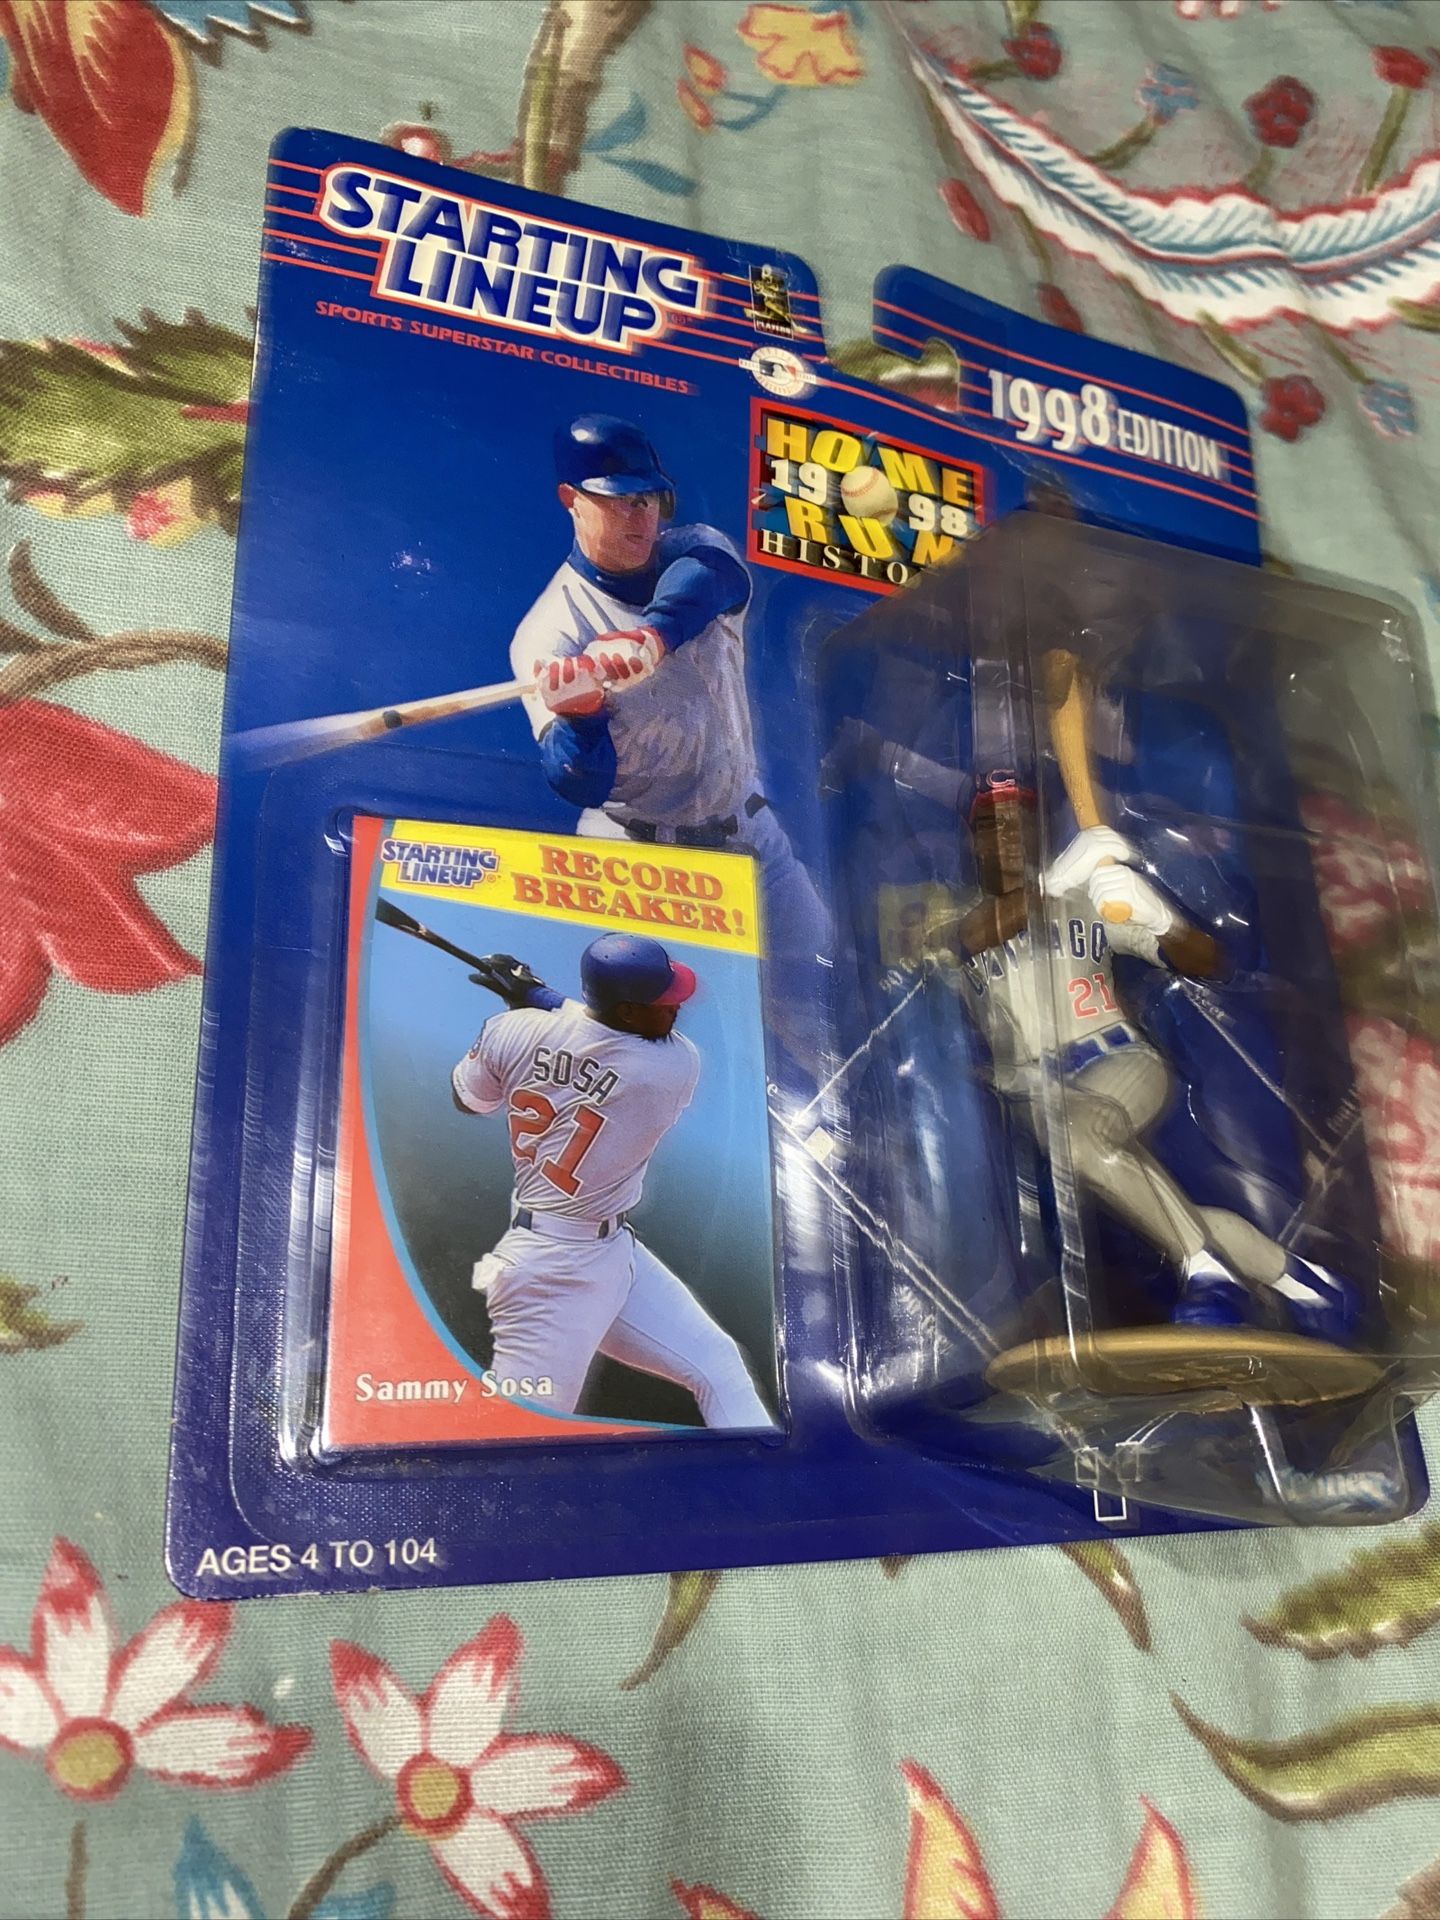 STARTING
LINEUP
SPORTS SUPERSTAR COLLECTIBLES
1998 EDITION
HOME
19 98
RUN
STARTING
LINEUP®
RECORD
BREAKER!
SOSA
21
Sammy Sosa
C
21
AGES 4 TO 104